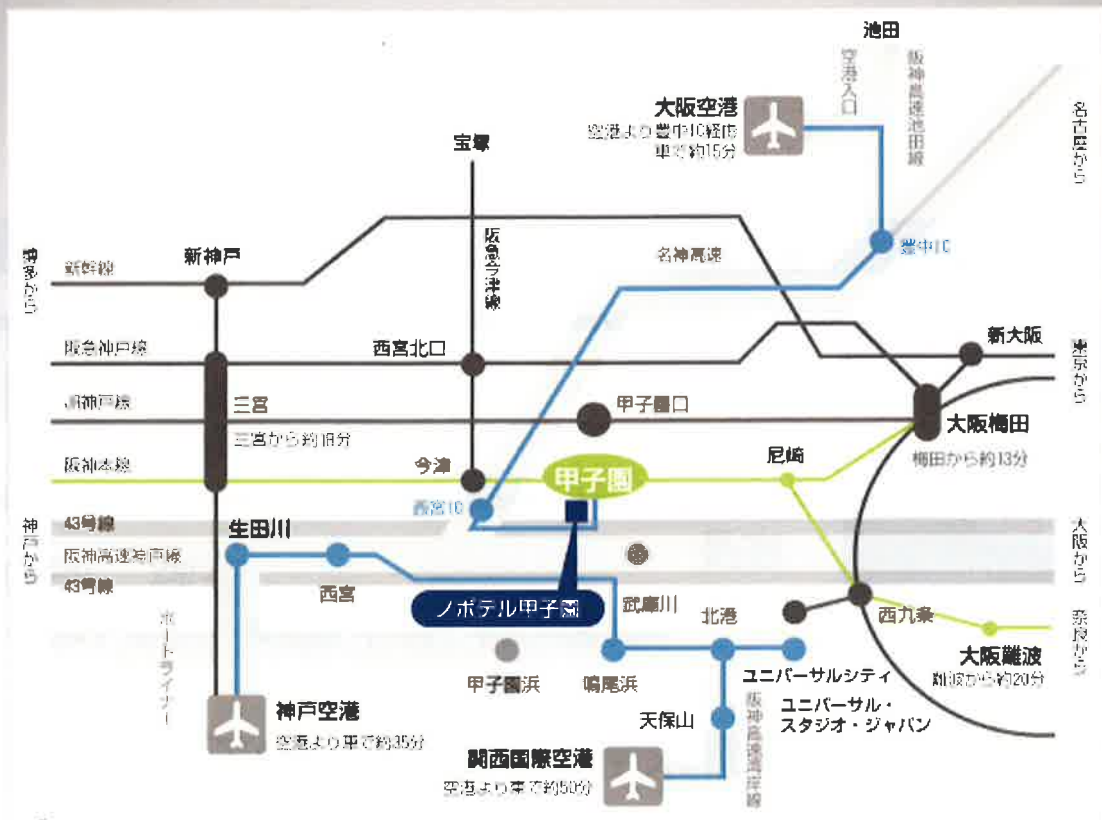 池田
空港入口
阪神高速池田線
名古屋から
大阪空港
空港より豊中IC経由
車で約15分
宝塚
阪急今津線
豊中IC
名神高速
新神戸
新幹線
新大阪
東京から
阪急神戸線
西宮北口
JR神戸線
三宮
三宮から約18分
甲子園口
大阪梅田
梅田から約13分
阪神本線
今津
甲子園
尼崎
西宮IC
神戸から
43号線
生田川
阪神高速神戸線
43号線
西宮
大阪から
ノボテル甲子園
武庫川
北港
西九条
奈良から
ポートライナー
甲子園浜
鳴尾浜
ユニバーサルシティ
大阪難波
難波から約20分
神戸空港
空港より車で約35分
天保山
阪神高速湾岸線
ユニバーサル・
スタジオ・ジャパン
関西国際空港
空港より車で約50分